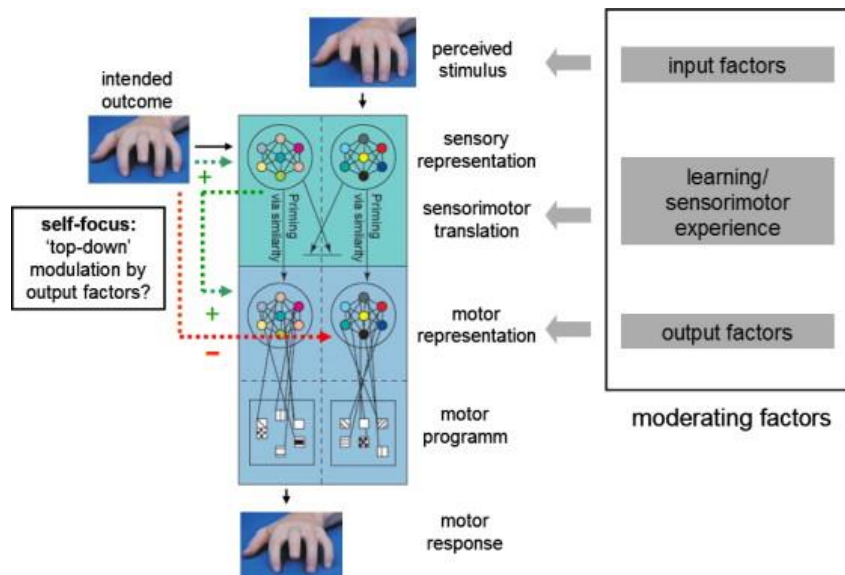 perceived
stimulus
input factors
intended
outcome
sensory
representation
+
Priming
via similarity
Priming
via similarity
sensorimotor
translation
learning/
sensorimotor
experience
self-focus:
‘top-down’
modulation by
output factors?
+
−
motor
representation
output factors
moderating factors
motor
programm
motor
response